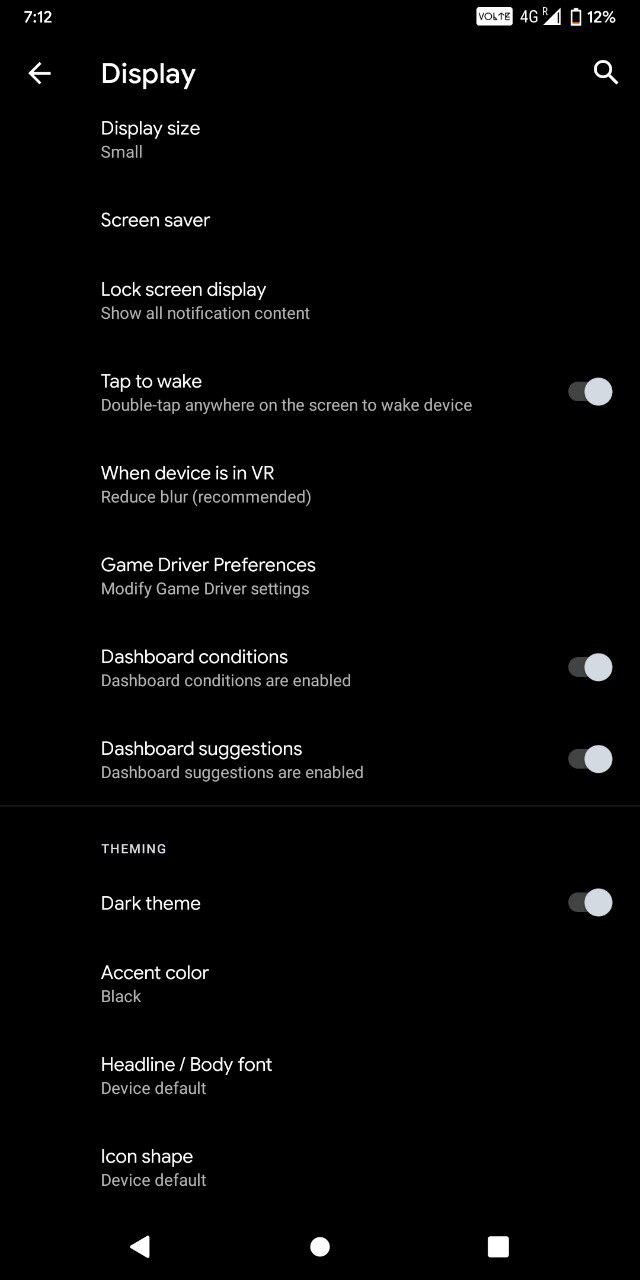 7:12 VoLTE 4G R 12%
Display
Display size
Small
Screen saver
Lock screen display
Show all notification content
Tap to wake
Double-tap anywhere on the screen to wake device
When device is in VR
Reduce blur (recommended)
Game Driver Preferences
Modify Game Driver settings
Dashboard conditions
Dashboard conditions are enabled
Dashboard suggestions
Dashboard suggestions are enabled
THEMING
Dark theme
Accent color
Black
Headline / Body font
Device default
Icon shape
Device default